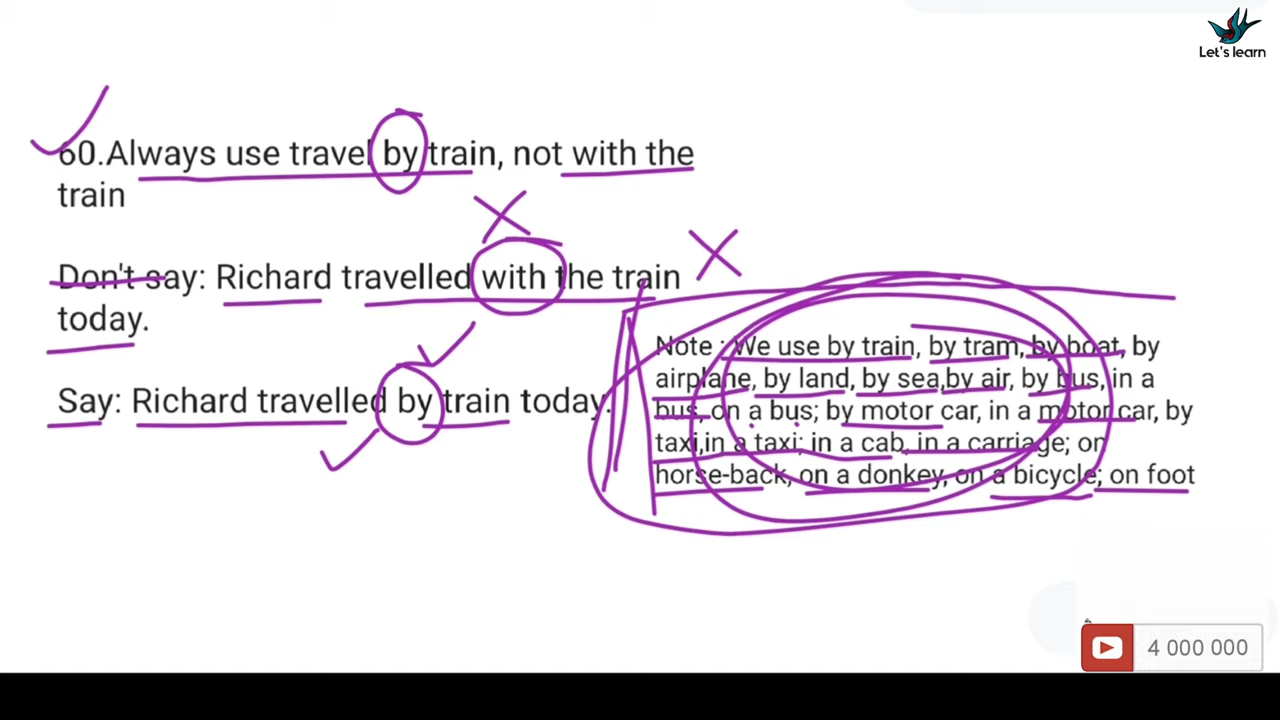 Let's learn
60.Always use travel by train, not with the
train
Don't say: Richard travelled with the train
today.
Say: Richard travelled by train today.
Note : We use by train, by tram, by boat, by
airplane, by land, by sea,by air, by bus, in a
bus, on a bus; by motor car, in a motor car, by
taxi,in a taxi; in a cab, in a carriage; on
horse-back, on a donkey, on a bicycle; on foot
4 000 000